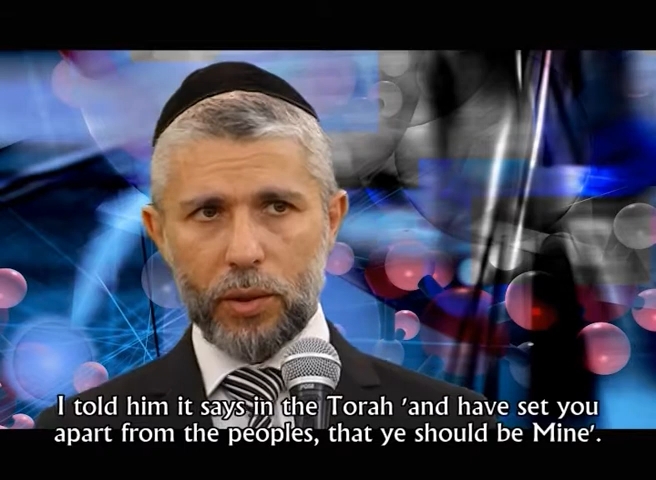 I told him it says in the Torah 'and have set you
apart from the peoples, that ye should be Mine'.